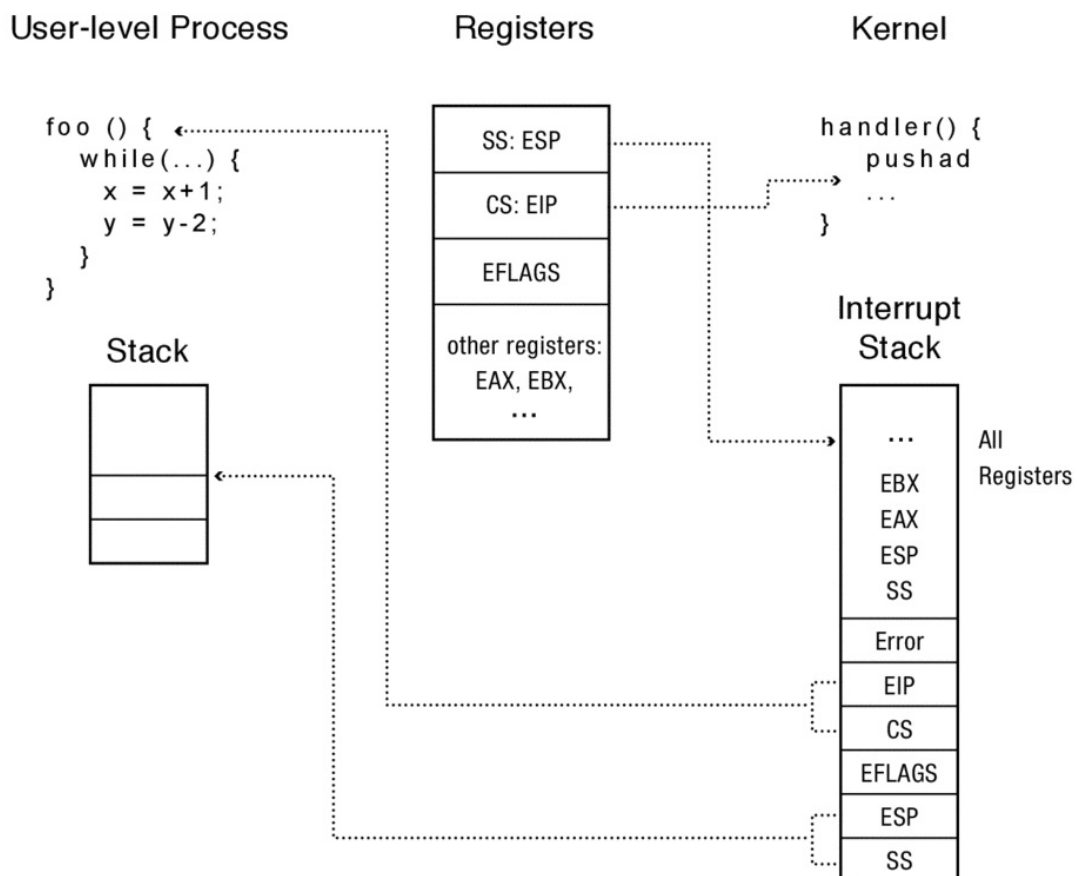 User-level Process
Registers
Kernel
foo () {
while(...) {
x = x+1;
y = y-2;
}
}
SS: ESP
CS: EIP
EFLAGS
other registers:
EAX, EBX,
...
handler() {
pushad
...
}
Stack
Interrupt
Stack
...
EBX
EAX
ESP
SS
All
Registers
Error
EIP
CS
EFLAGS
ESP
SS